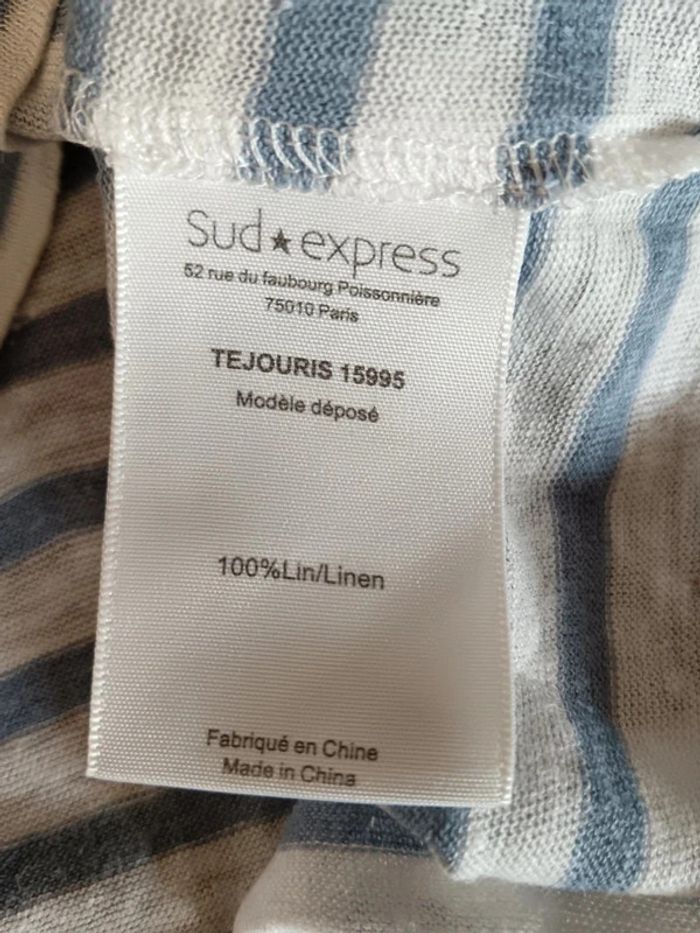 Sud★express
52 rue du faubourg Poissonnière
75010 Paris
TEJOURIS 15995
Modèle déposé
100%Lin/Linen
Fabriqué en Chine
Made in China